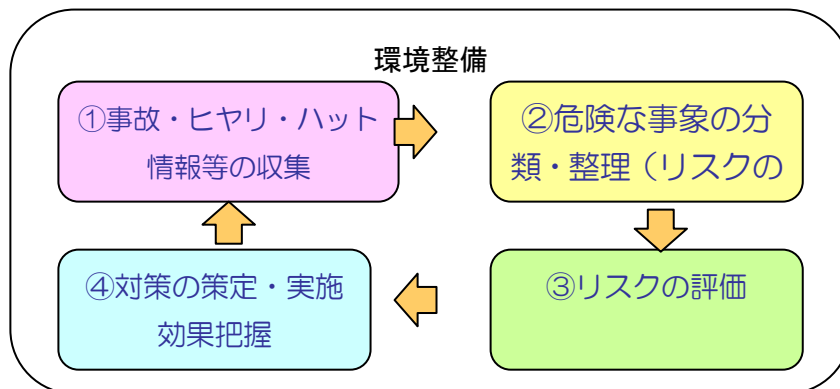 環境整備
①事故・ヒヤリ・ハット
情報等の収集
②危険な事象の分
類・整理（リスクの
③リスクの評価
④対策の策定・実施
効果把握